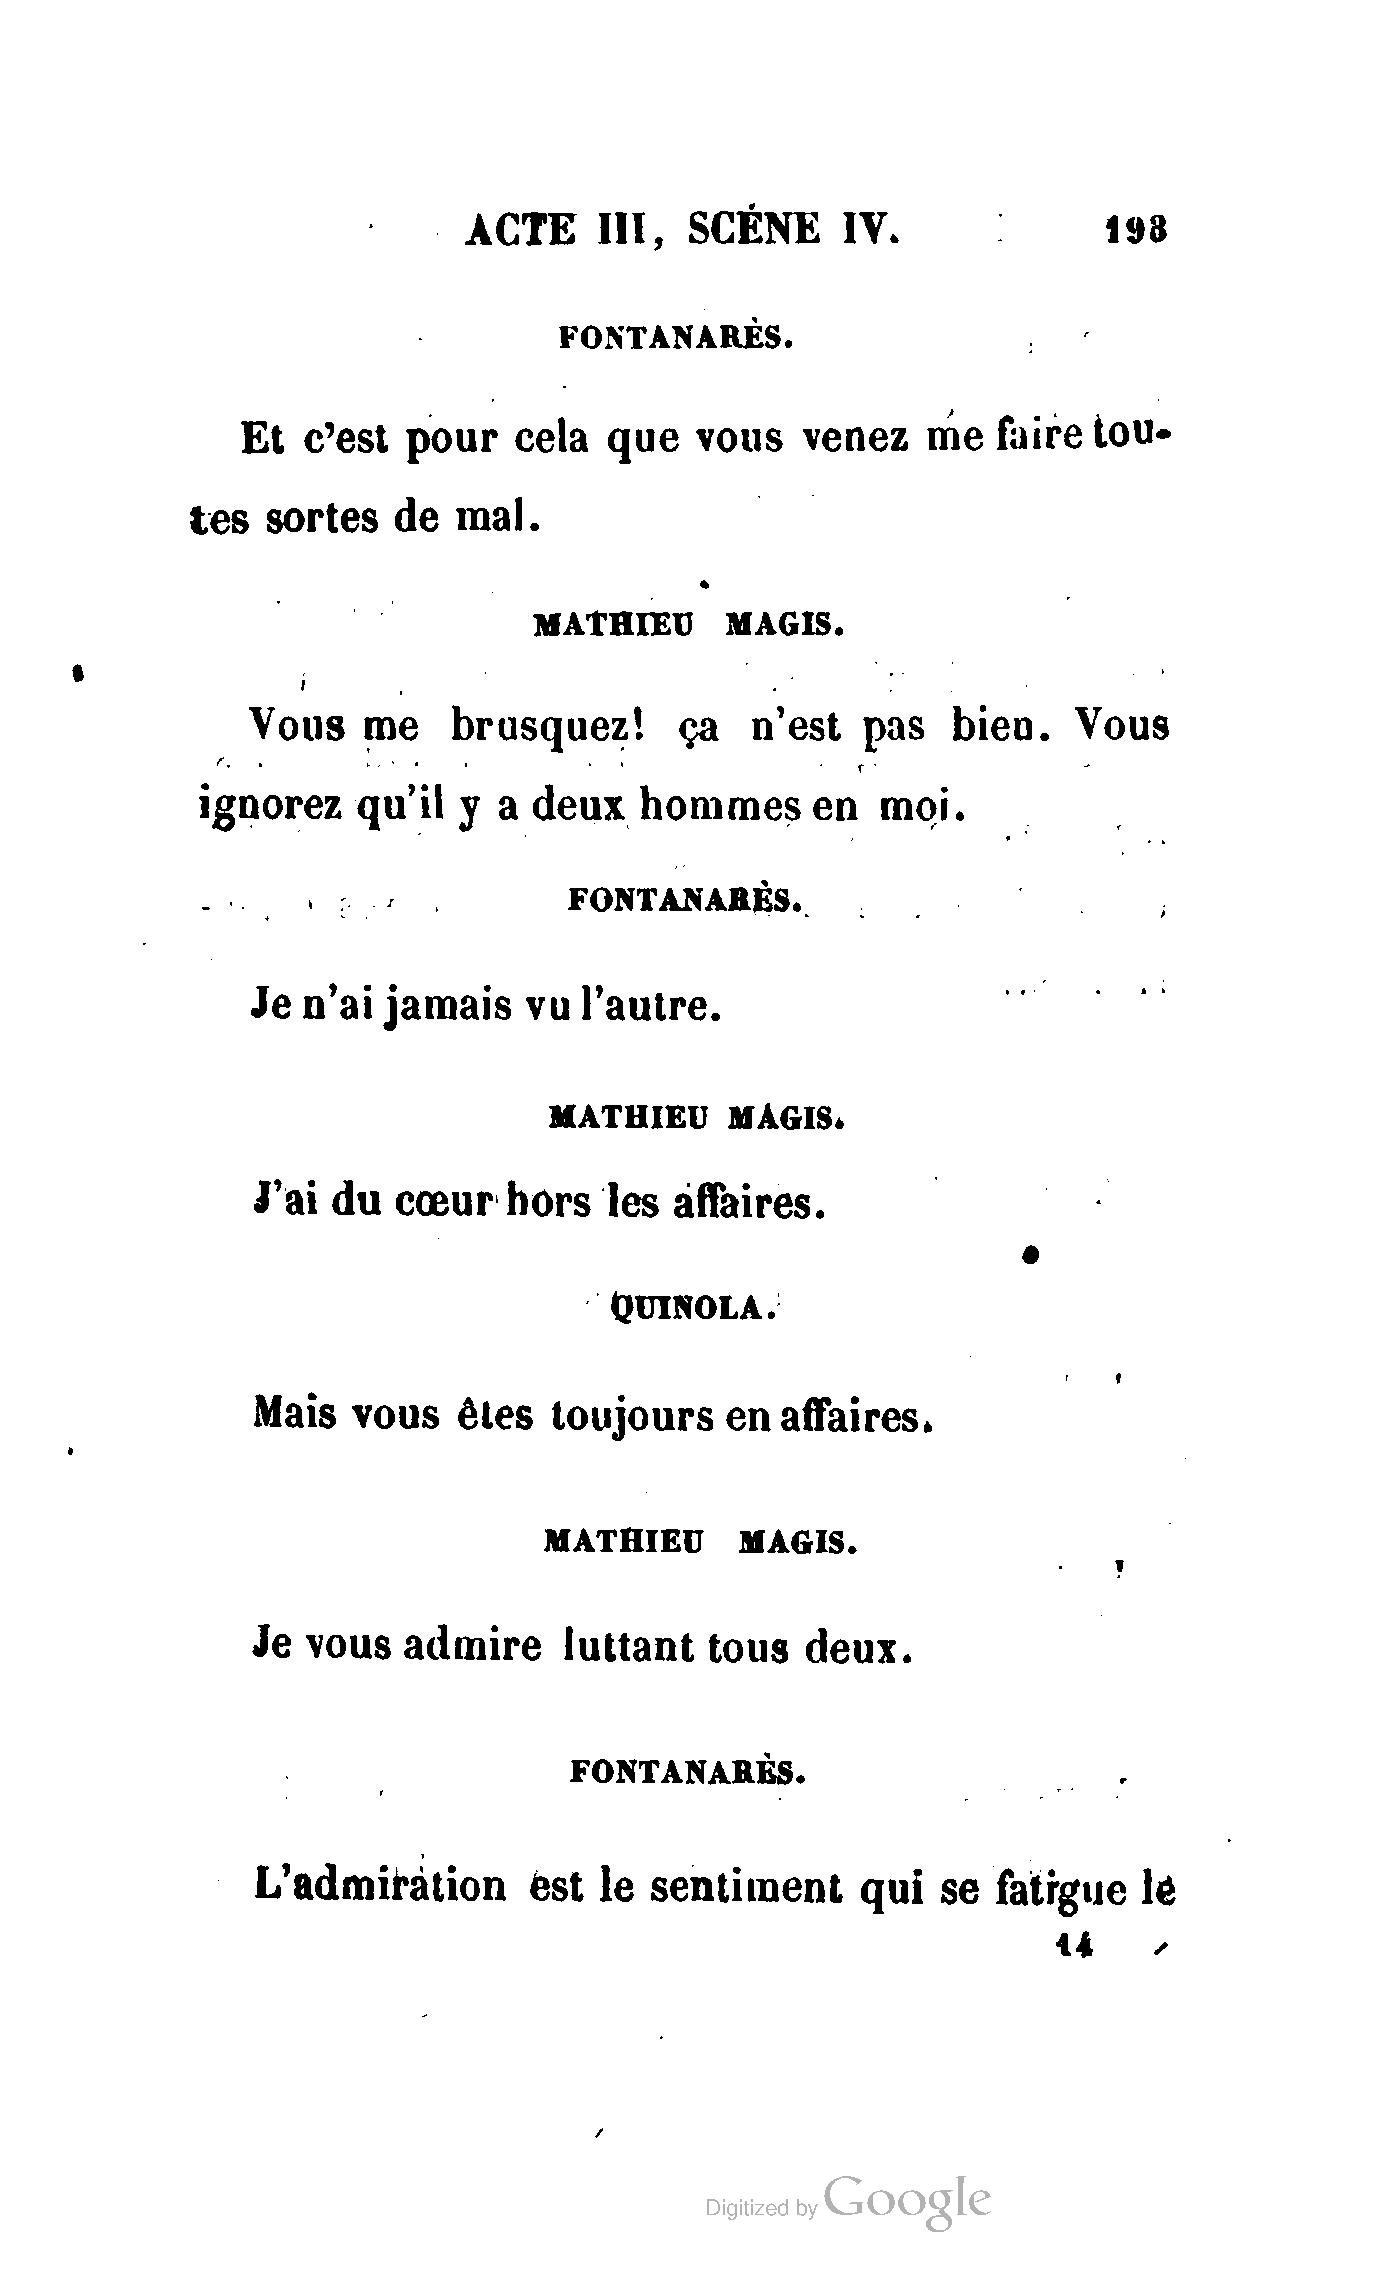 ACTE III, SCÉNE IV. 193
FONTANARÈS.
Et c'est pour cela que vous venez me faire tou-
tes sortes de mal.
MATHIEU MAGIS.
Vous me brusquez! ça n'est pas bien. Vous
ignorez qu'il y a deux hommes en moi.
FONTANARÈS.
Je n'ai jamais vu l'autre.
MATHIEU MAGIS.
J'ai du cœur hors les affaires.
QUINOLA.
Mais vous êtes toujours en affaires.
MATHIEU MAGIS.
Je vous admire luttant tous deux.
FONTANARÈS.
L'admiration est le sentiment qui se fatigue le
14
Digitized by Google